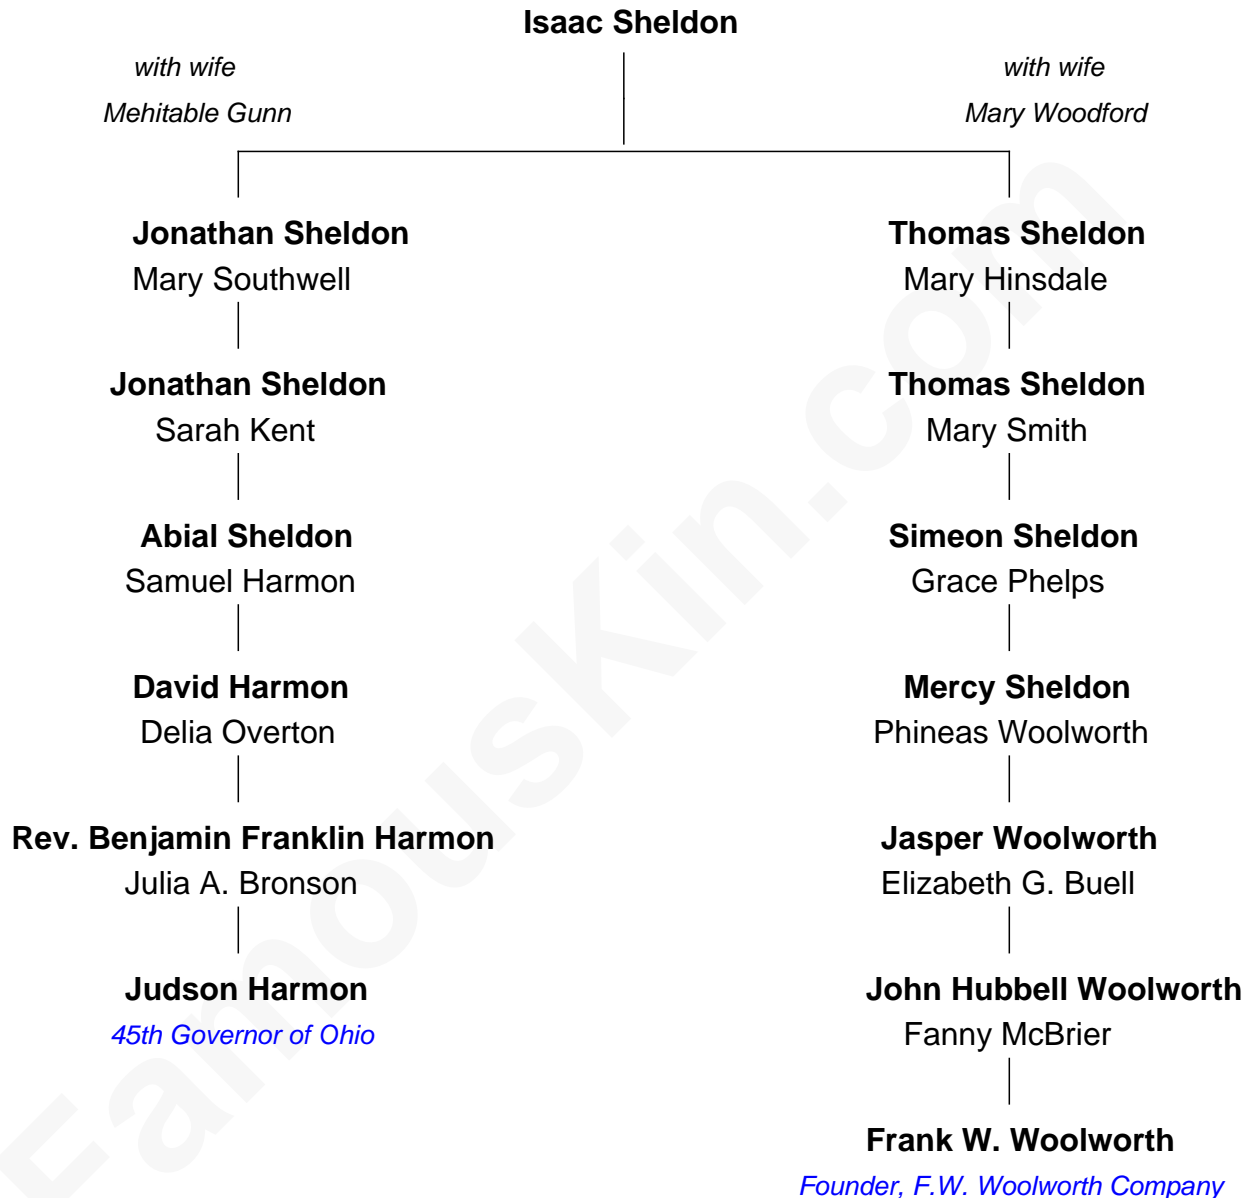 Isaac Sheldon
with wife
Mehitable Gunn
with wife
Mary Woodford
Jonathan Sheldon
Mary Southwell
Thomas Sheldon
Mary Hinsdale
Jonathan Sheldon
Sarah Kent
Thomas Sheldon
Mary Smith
Abial Sheldon
Samuel Harmon
Simeon Sheldon
Grace Phelps
David Harmon
Delia Overton
Mercy Sheldon
Phineas Woolworth
Rev. Benjamin Franklin Harmon
Julia A. Bronson
Jasper Woolworth
Elizabeth G. Buell
Judson Harmon
45th Governor of Ohio
John Hubbell Woolworth
Fanny McBrier
Frank W. Woolworth
Founder, F.W. Woolworth Company
FamousKin.com